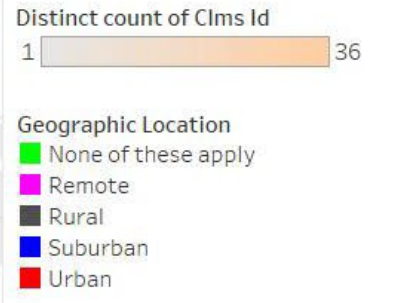 Distinct count of Clms Id
1 36
Geographic Location
None of these apply
Remote
Rural
Suburban
Urban